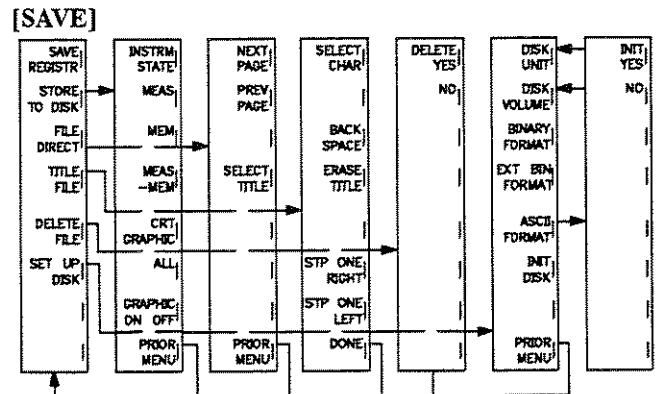 [SAVE]
SAVE
REGISTR
STORE
TO DISK
FILE
DIRECT
TITLE
FILE
DELETE
FILE
SET UP
DISK
INSTRM
STATE
MEAS
MEM
MEAS
-MEM
CRT
GRAPHIC
ALL
GRAPHIC
ON OFF
PRIOR
MENU
NEXT
PAGE
PREV
PAGE
SELECT
TITLE
PRIOR
MENU
SELECT
CHAR
BACK
SPACE
ERASE
TITLE
STP ONE
RIGHT
STP ONE
LEFT
DONE
DELETE
YES
NO
DISK
UNIT
DISK
VOLUME
BINARY
FORMAT
EXT BIN
FORMAT
ASCII
FORMAT
INIT
DISK
PRIOR
MENU
INIT
YES
NO